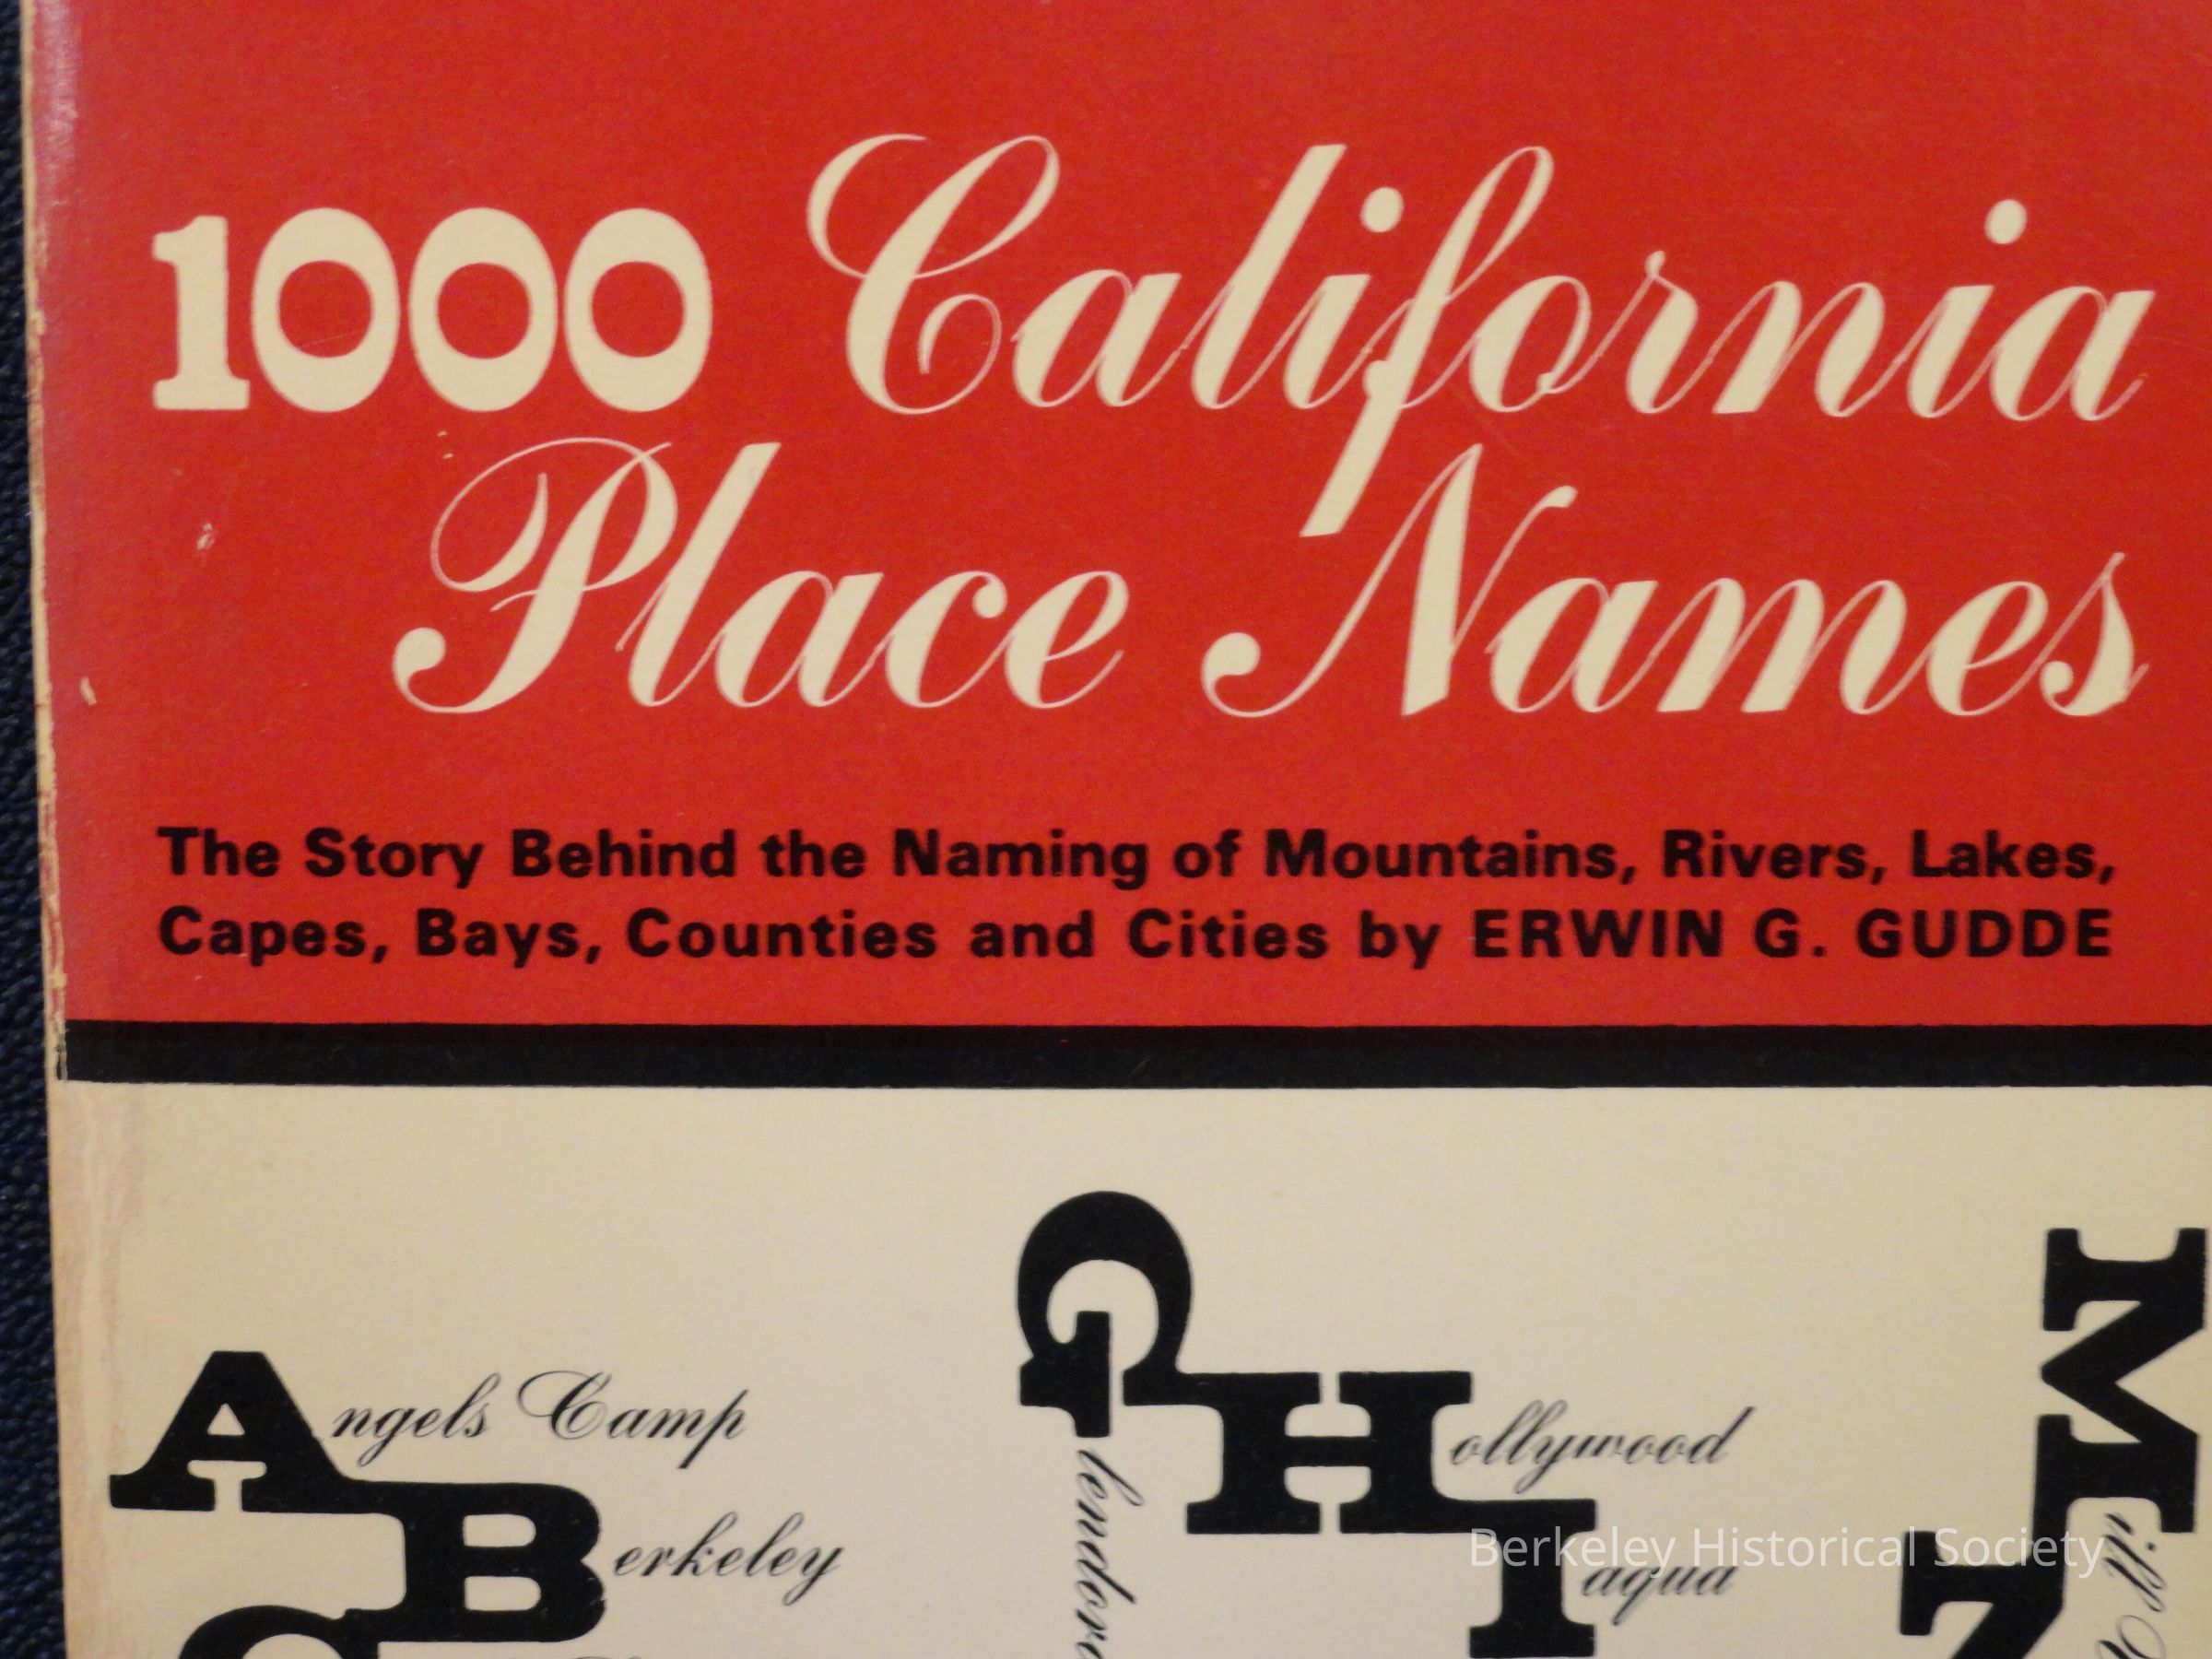 1000 California
Place Names
The Story Behind the Naming of Mountains, Rivers, Lakes,
Capes, Bays, Counties and Cities by ERWIN G. GUDDE
Angels Camp
Berkeley
Hollywood
Iaqua
Berkeley Historical Society